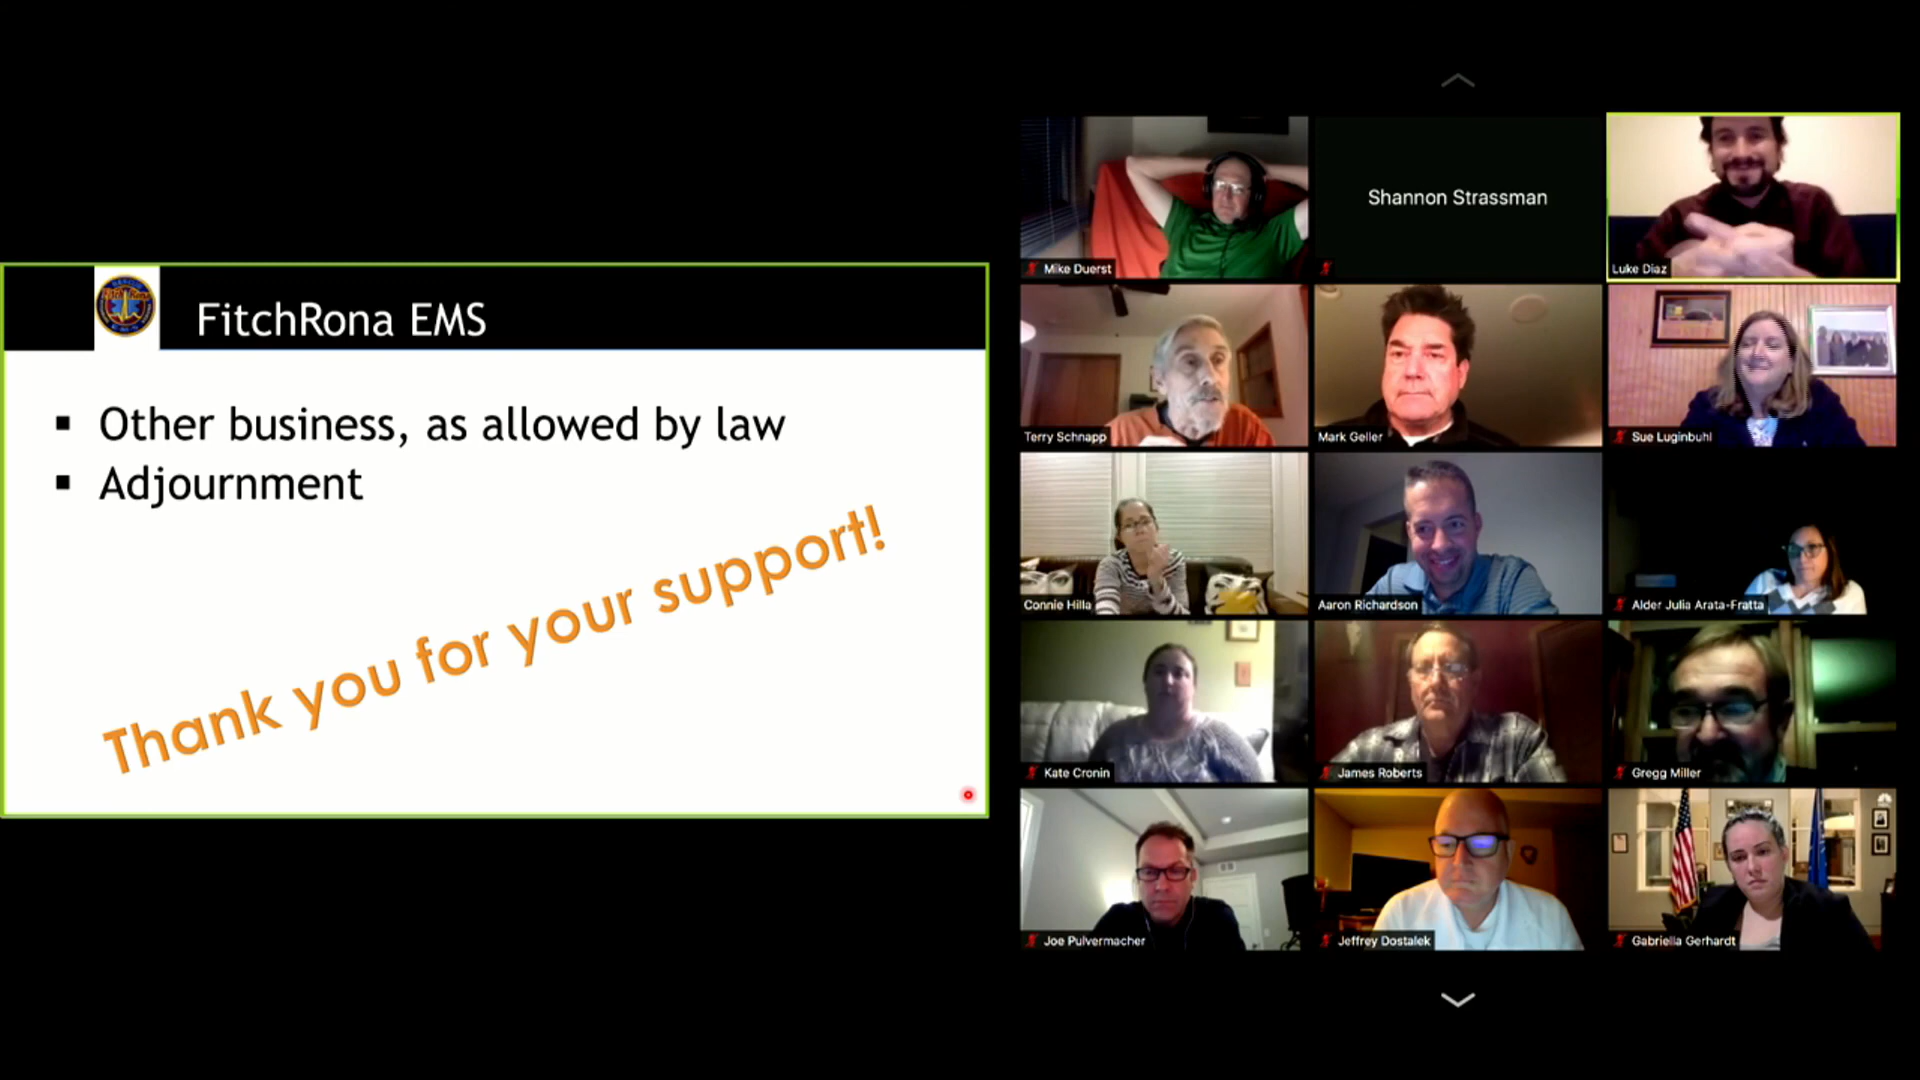 FitchRona EMS
▪ Other business, as allowed by law
▪ Adjournment
Thank you for your support!
Mike Duerst
Shannon Strassman
Luke Diaz
Terry Schnapp
Mark Geller
Sue Luginbuhl
Connie Hilla
Aaron Richardson
Alder Julia Arata-Fratta
Kate Cronin
James Roberts
Gregg Miller
Joe Pulvermacher
Jeffrey Dostalek
Gabriella Gerhardt